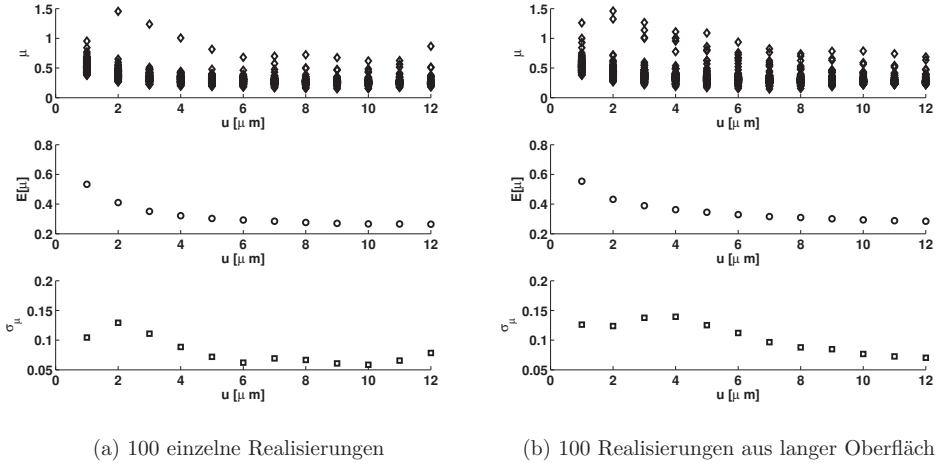 1.5
1
0.5
0
μ
0 2 4 6 8 10 12
u [μ m]
0.8
0.6
0.4
0.2
E[μ]
0 2 4 6 8 10 12
u [μ m]
0.2
0.15
0.1
0.05
σμ
0 2 4 6 8 10 12
u [μ m]
(a) 100 einzelne Realisierungen
1.5
1
0.5
0
μ
0 2 4 6 8 10 12
u [μ m]
0.8
0.6
0.4
0.2
E[μ]
0 2 4 6 8 10 12
u [μ m]
0.2
0.15
0.1
0.05
σμ
0 2 4 6 8 10 12
u [μ m]
(b) 100 Realisierungen aus langer Oberfläch